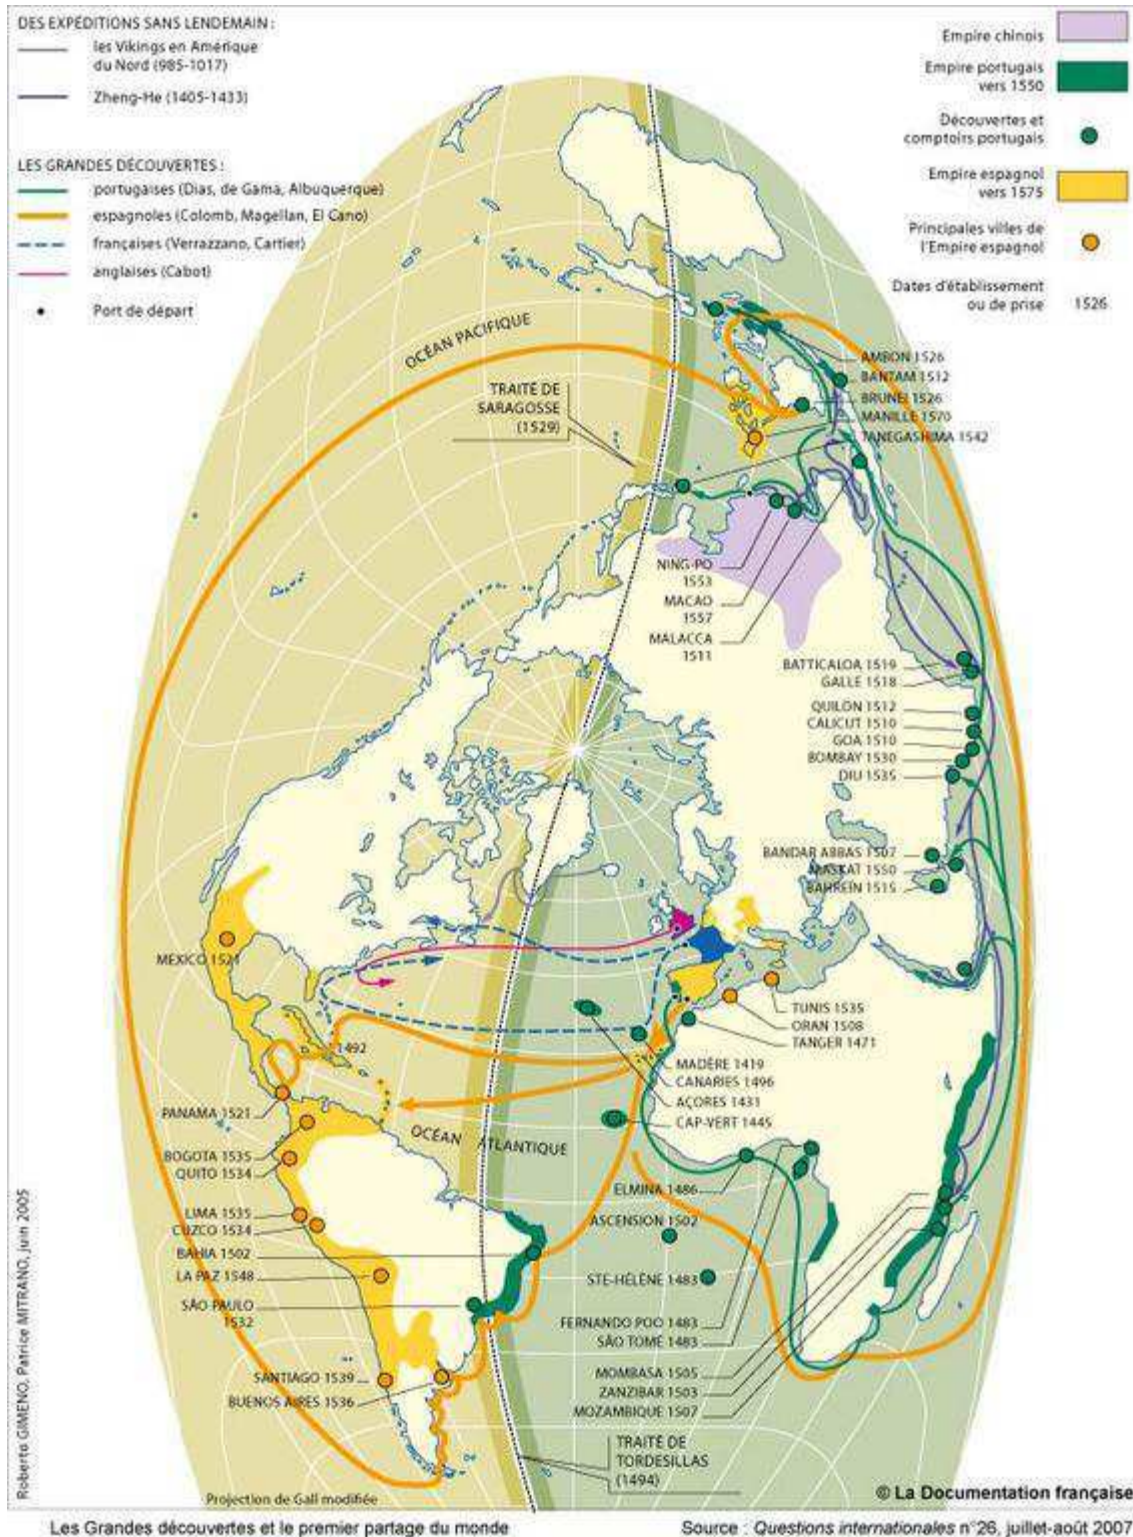 DES EXPÉDITIONS SANS LENDEMAIN :
les Vikings en Amérique
du Nord (985-1017)
Zheng-He (1405-1433)
LES GRANDES DÉCOUVERTES :
portugaises (Dias, de Gama, Albuquerque)
espagnoles (Colomb, Magellan, El Cano)
françaises (Verrazzano, Cartier)
anglaises (Cabot)
Port de départ
Empire chinois
Empire portugais
vers 1550
Découvertes et
comptoirs portugais
Empire espagnol
vers 1575
Principales villes de
l'Empire espagnol
Dates d'établissement
ou de prise
1526
OCÉAN PACIFIQUE
TRAITÉ DE
SARAGOSSE
(1529)
AMBON 1526
BANTAM 1512
BRUNEI 1526
MANILLE 1570
TANEGASHIMA 1542
NING-PO
1553
MACAO
1557
MALACCA
1511
BATTICALOA 1519
GALLE 1518
QUILON 1512
CALICUT 1510
GOA 1510
BOMBAY 1530
DIU 1535
BANDAR ABBAS 1507
MASKAT 1550
BAHREIN 1515
MEXICO 1521
1492
TUNIS 1535
ORAN 1508
TANGER 1471
MADÈRE 1419
CANARIES 1496
AÇORES 1431
CAP-VERT 1445
PANAMA 1521
OCÉAN ATLANTIQUE
BOGOTA 1535
QUITO 1534
ELMINA 1486
LIMA 1535
CUZCO 1534
ASCENSION 1502
BAHIA 1502
LA PAZ 1548
STE-HÉLÈNE 1483
SÃO PAULO
1532
FERNANDO POO 1483
SÃO TOMÉ 1483
SANTIAGO 1539
BUENOS AIRES 1536
MOMBASA 1505
ZANZIBAR 1503
MOZAMBIQUE 1507
TRAITÉ DE
TORDESILLAS
(1494)
Roberto GIMENO, Patrice MITRANO, juin 2005
Projection de Gall modifiée
© La Documentation française
Les Grandes découvertes et le premier partage du monde
Source : Questions internationales n°26, juillet-août 2007